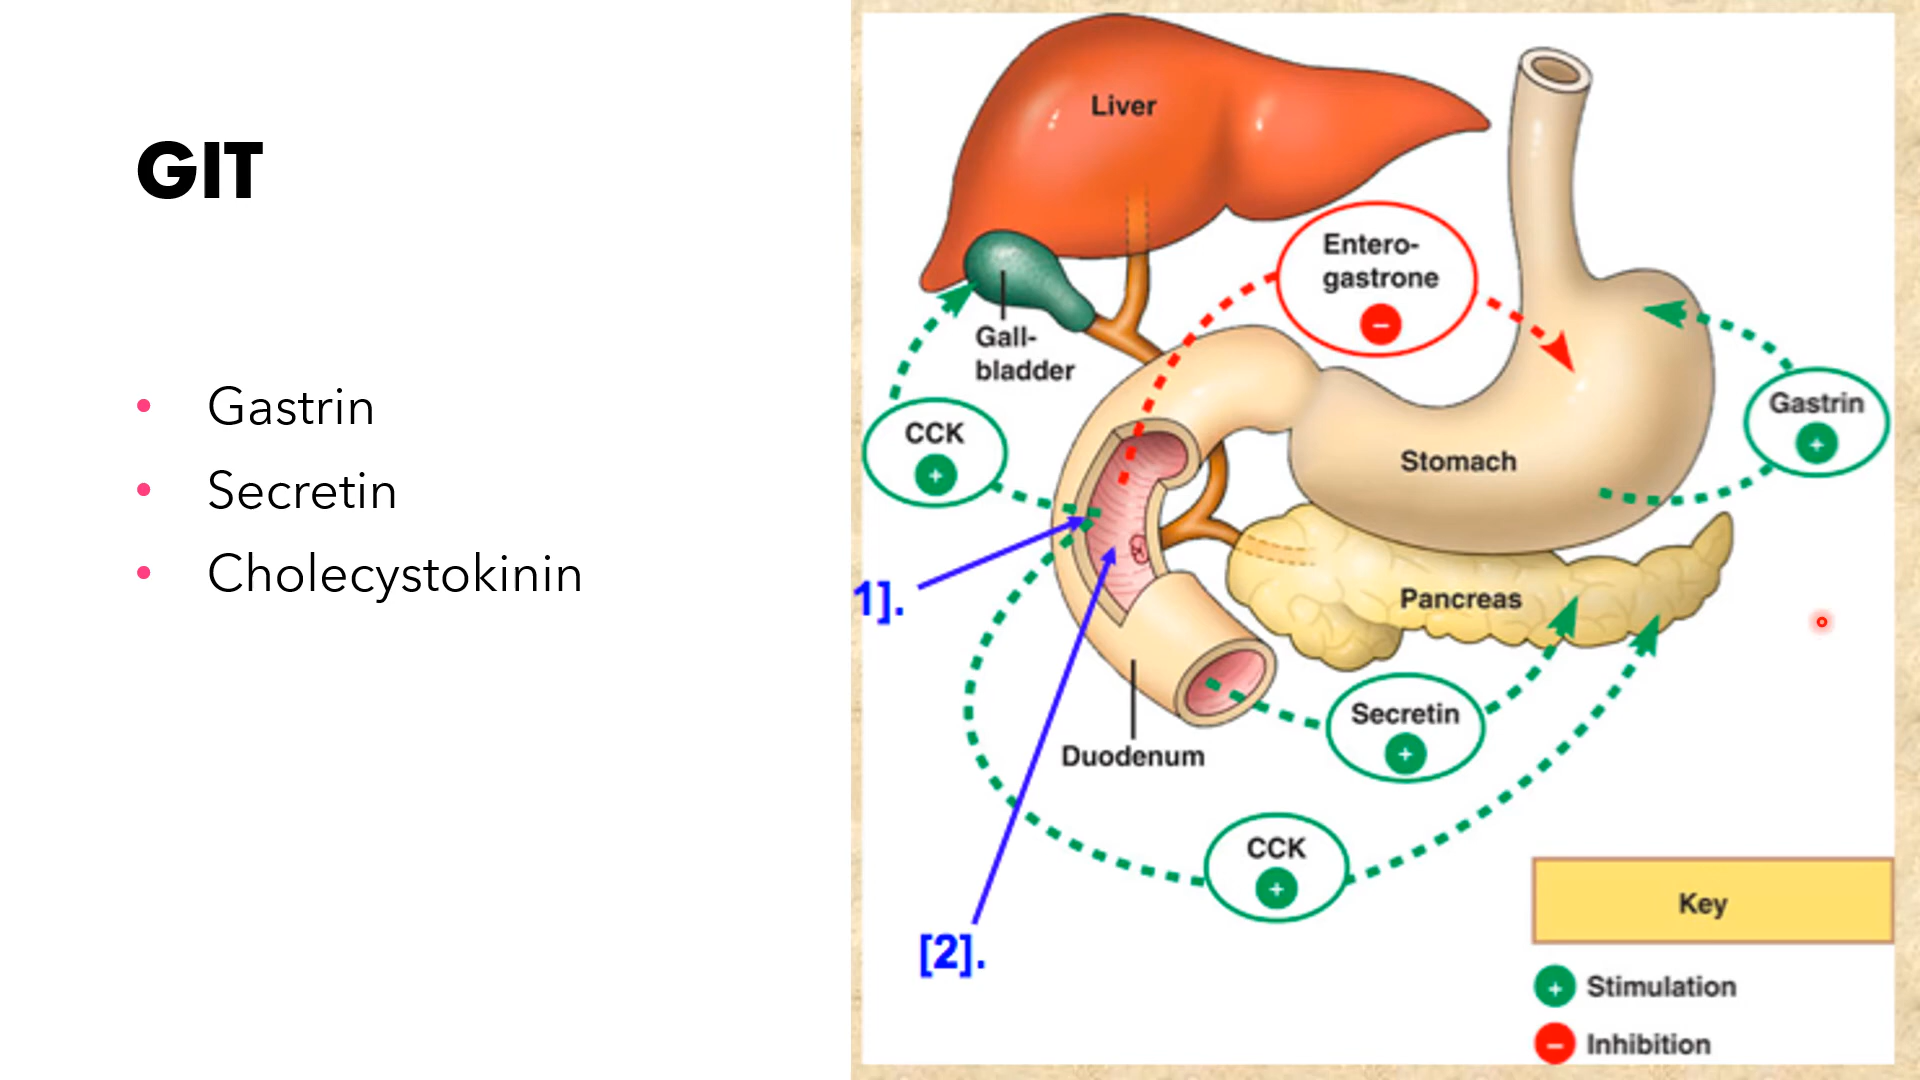 GIT
Gastrin
Secretin
Cholecystokinin
Liver
Entero-
gastrone
−
Gall-
bladder
CCK
+
Gastrin
+
Stomach
1].
Pancreas
Secretin
+
Duodenum
CCK
+
[2].
Key
+ Stimulation
− Inhibition